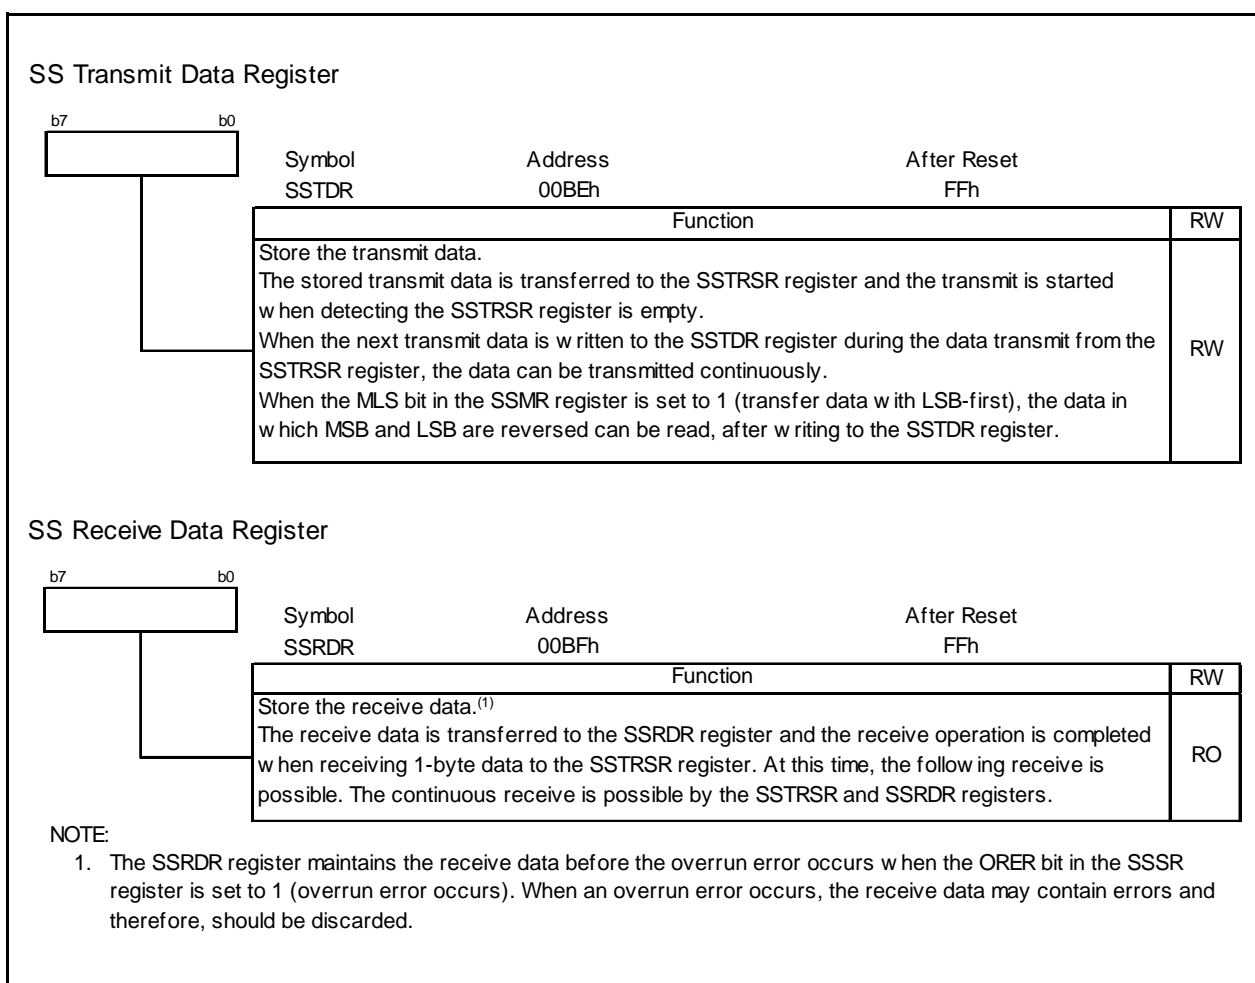 SS Transmit Data Register
b7 b0
Symbol Address After Reset
SSTDR 00BEh FFh
Function RW
Store the transmit data.
The stored transmit data is transferred to the SSTRSR register and the transmit is started
when detecting the SSTRSR register is empty.
When the next transmit data is written to the SSTDR register during the data transmit from the
SSTRSR register, the data can be transmitted continuously.
When the MLS bit in the SSMR register is set to 1 (transfer data with LSB-first), the data in
which MSB and LSB are reversed can be read, after writing to the SSTDR register.
RW
SS Receive Data Register
b7 b0
Symbol Address After Reset
SSRDR 00BFh FFh
Function RW
Store the receive data.(1)
The receive data is transferred to the SSRDR register and the receive operation is completed
when receiving 1-byte data to the SSTRSR register. At this time, the following receive is
possible. The continuous receive is possible by the SSTRSR and SSRDR registers.
RO
NOTE:
1. The SSRDR register maintains the receive data before the overrun error occurs when the ORER bit in the SSSR
register is set to 1 (overrun error occurs). When an overrun error occurs, the receive data may contain errors and
therefore, should be discarded.